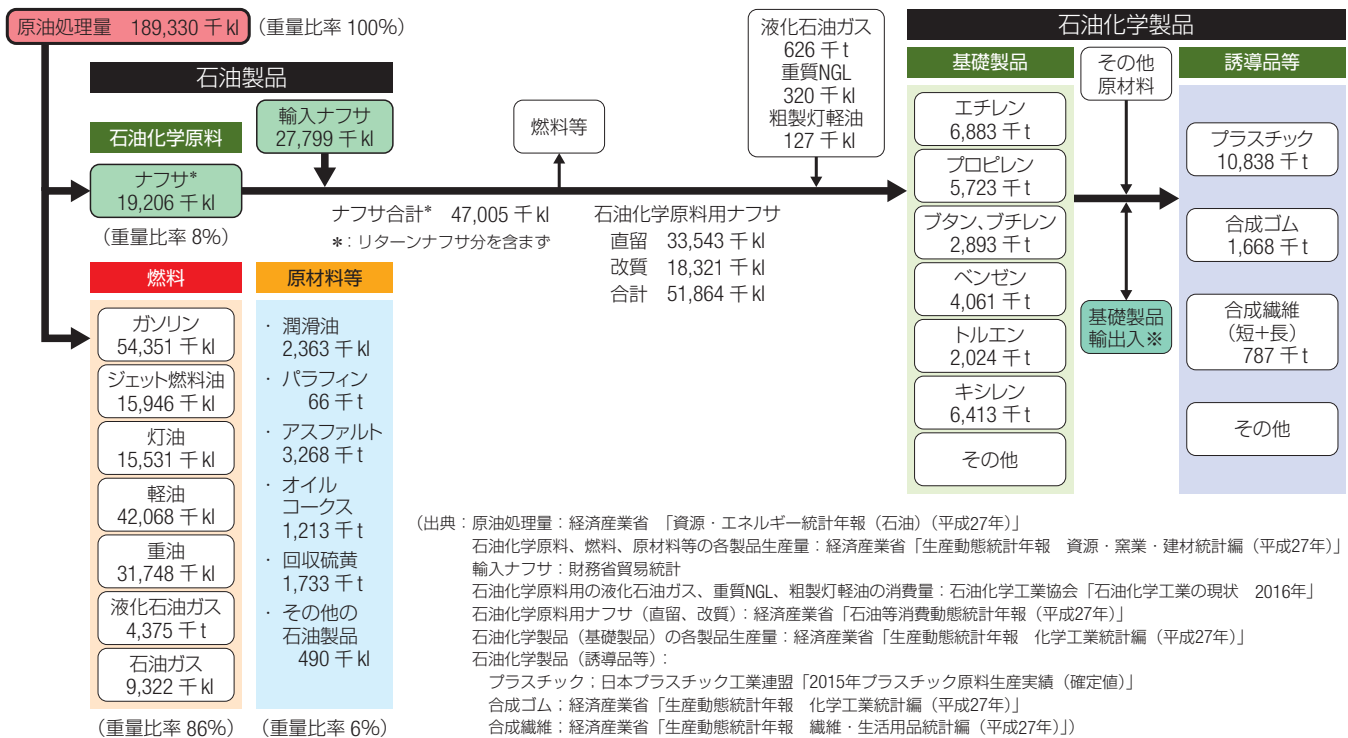 原油処理量 189,330 千 kl
(重量比率 100%)
石油製品
石油化学原料
ナフサ*
19,206 千 kl
(重量比率 8%)
輸入ナフサ
27,799 千 kl
ナフサ合計* 47,005 千 kl
*：リターンナフサ分を含まず
燃料等
石油化学原料用ナフサ
直留 33,543 千 kl
改質 18,321 千 kl
合計 51,864 千 kl
液化石油ガス
626 千 t
重質NGL
320 千 kl
粗製灯軽油
127 千 kl
燃料
ガソリン
54,351 千 kl
ジェット燃料油
15,946 千 kl
灯油
15,531 千 kl
軽油
42,068 千 kl
重油
31,748 千 kl
液化石油ガス
4,375 千 t
石油ガス
9,322 千 kl
(重量比率 86%)
原材料等
・ 潤滑油
2,363 千 kl
・ パラフィン
66 千 t
・ アスファルト
3,268 千 t
・ オイル
コークス
1,213 千 t
・ 回収硫黄
1,733 千 t
・ その他の
石油製品
490 千 kl
(重量比率 6%)
石油化学製品
基礎製品
エチレン
6,883 千 t
プロピレン
5,723 千 t
ブタン、ブチレン
2,893 千 t
ベンゼン
4,061 千 t
トルエン
2,024 千 t
キシレン
6,413 千 t
その他
その他
原材料
基礎製品
輸出入※
誘導品等
プラスチック
10,838 千 t
合成ゴム
1,668 千 t
合成繊維
(短+長)
787 千 t
その他
(出典：原油処理量：経済産業省 「資源・エネルギー統計年報（石油）（平成27年）」
石油化学原料、燃料、原材料等の各製品生産量：経済産業省「生産動態統計年報 資源・窯業・建材統計編（平成27年）」
輸入ナフサ：財務省貿易統計
石油化学原料用の液化石油ガス、重質NGL、粗製灯軽油の消費量：石油化学工業協会「石油化学工業の現状 2016年」
石油化学原料用ナフサ（直留、改質）：経済産業省「石油等消費動態統計年報（平成27年）」
石油化学製品（基礎製品）の各製品生産量：経済産業省「生産動態統計年報 化学工業統計編（平成27年）」
石油化学製品（誘導品等）：
プラスチック：日本プラスチック工業連盟「2015年プラスチック原料生産実績（確定値）」
合成ゴム：経済産業省「生産動態統計年報 化学工業統計編（平成27年）」
合成繊維：経済産業省「生産動態統計年報 繊維・生活用品統計編（平成27年）」)